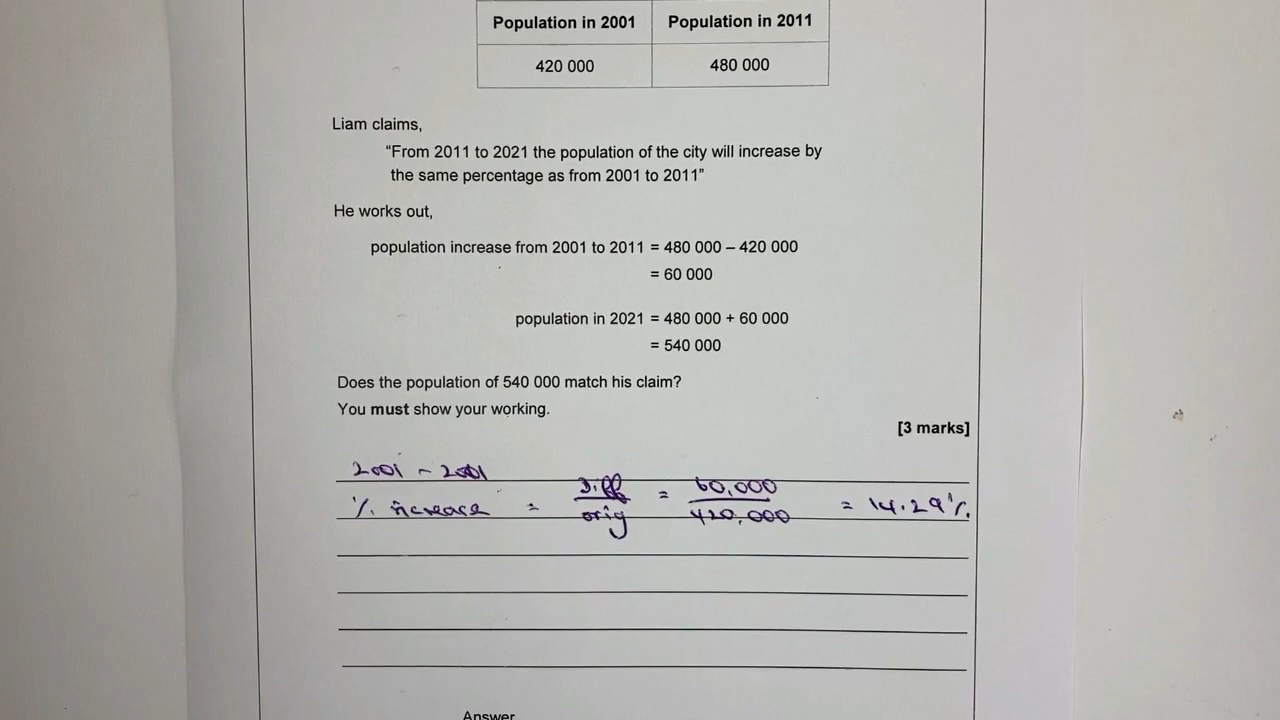 Population in 2001 Population in 2011
420 000 480 000
Liam claims,
“From 2011 to 2021 the population of the city will increase by
the same percentage as from 2001 to 2011”
He works out,
population increase from 2001 to 2011 = 480 000 – 420 000
= 60 000
population in 2021 = 480 000 + 60 000
= 540 000
Does the population of 540 000 match his claim?
You must show your working.
[3 marks]
2001 - 2001
% increase = Diff / orig = 60,000 / 420,000 = 14.29%
Answer